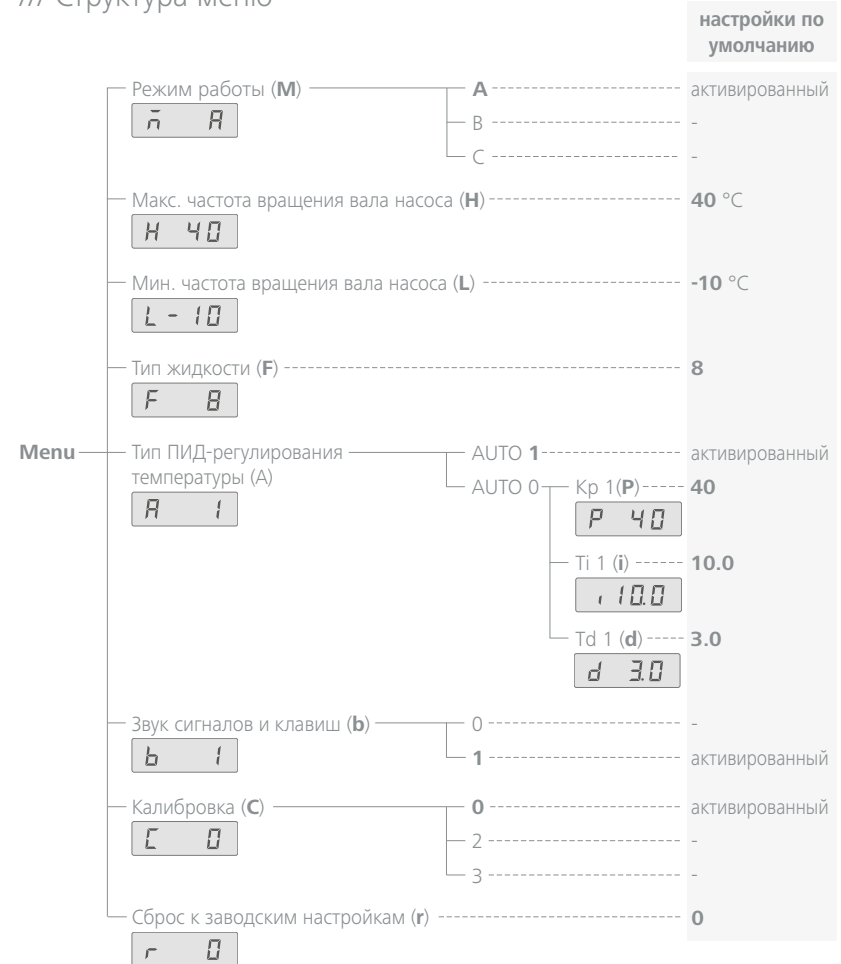 /// Структура меню
настройки по
умолчанию
Режим работы (M) A активированный
n̄ A
B -
C -
Макс. частота вращения вала насоса (H) 40 °C
H 40
Мин. частота вращения вала насоса (L) -10 °C
L -10
Тип жидкости (F) 8
F 8
Menu
Тип ПИД-регулирования
температуры (A)
A 1
AUTO 1 активированный
AUTO 0
Kp 1(P) 40
P 40
Ti 1 (i) 10.0
i 10.0
Td 1 (d) 3.0
d 3.0
Звук сигналов и клавиш (b) 0 -
b 1
1 активированный
Калибровка (C) 0 активированный
C 0
2 -
3 -
Сброс к заводским настройкам (r) 0
r 0